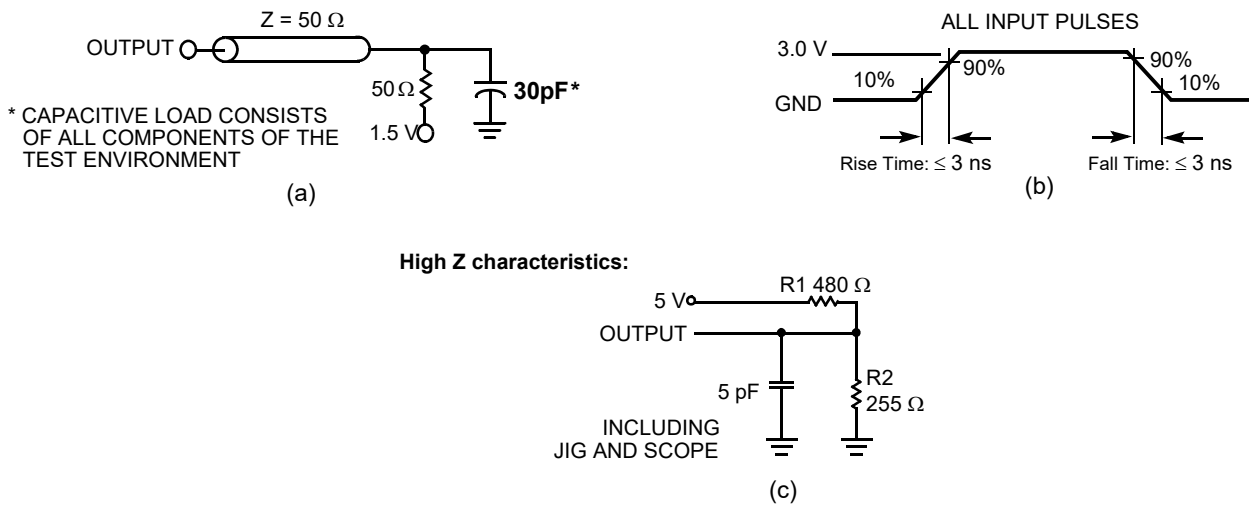 Z = 50 Ω
OUTPUT
50 Ω
30pF*
1.5 V
* CAPACITIVE LOAD CONSISTS
OF ALL COMPONENTS OF THE
TEST ENVIRONMENT
(a)
ALL INPUT PULSES
3.0 V
90%
90%
10%
10%
GND
Rise Time: ≤ 3 ns
Fall Time: ≤ 3 ns
(b)
High Z characteristics:
R1 480 Ω
5 V
OUTPUT
5 pF
R2
255 Ω
INCLUDING
JIG AND SCOPE
(c)